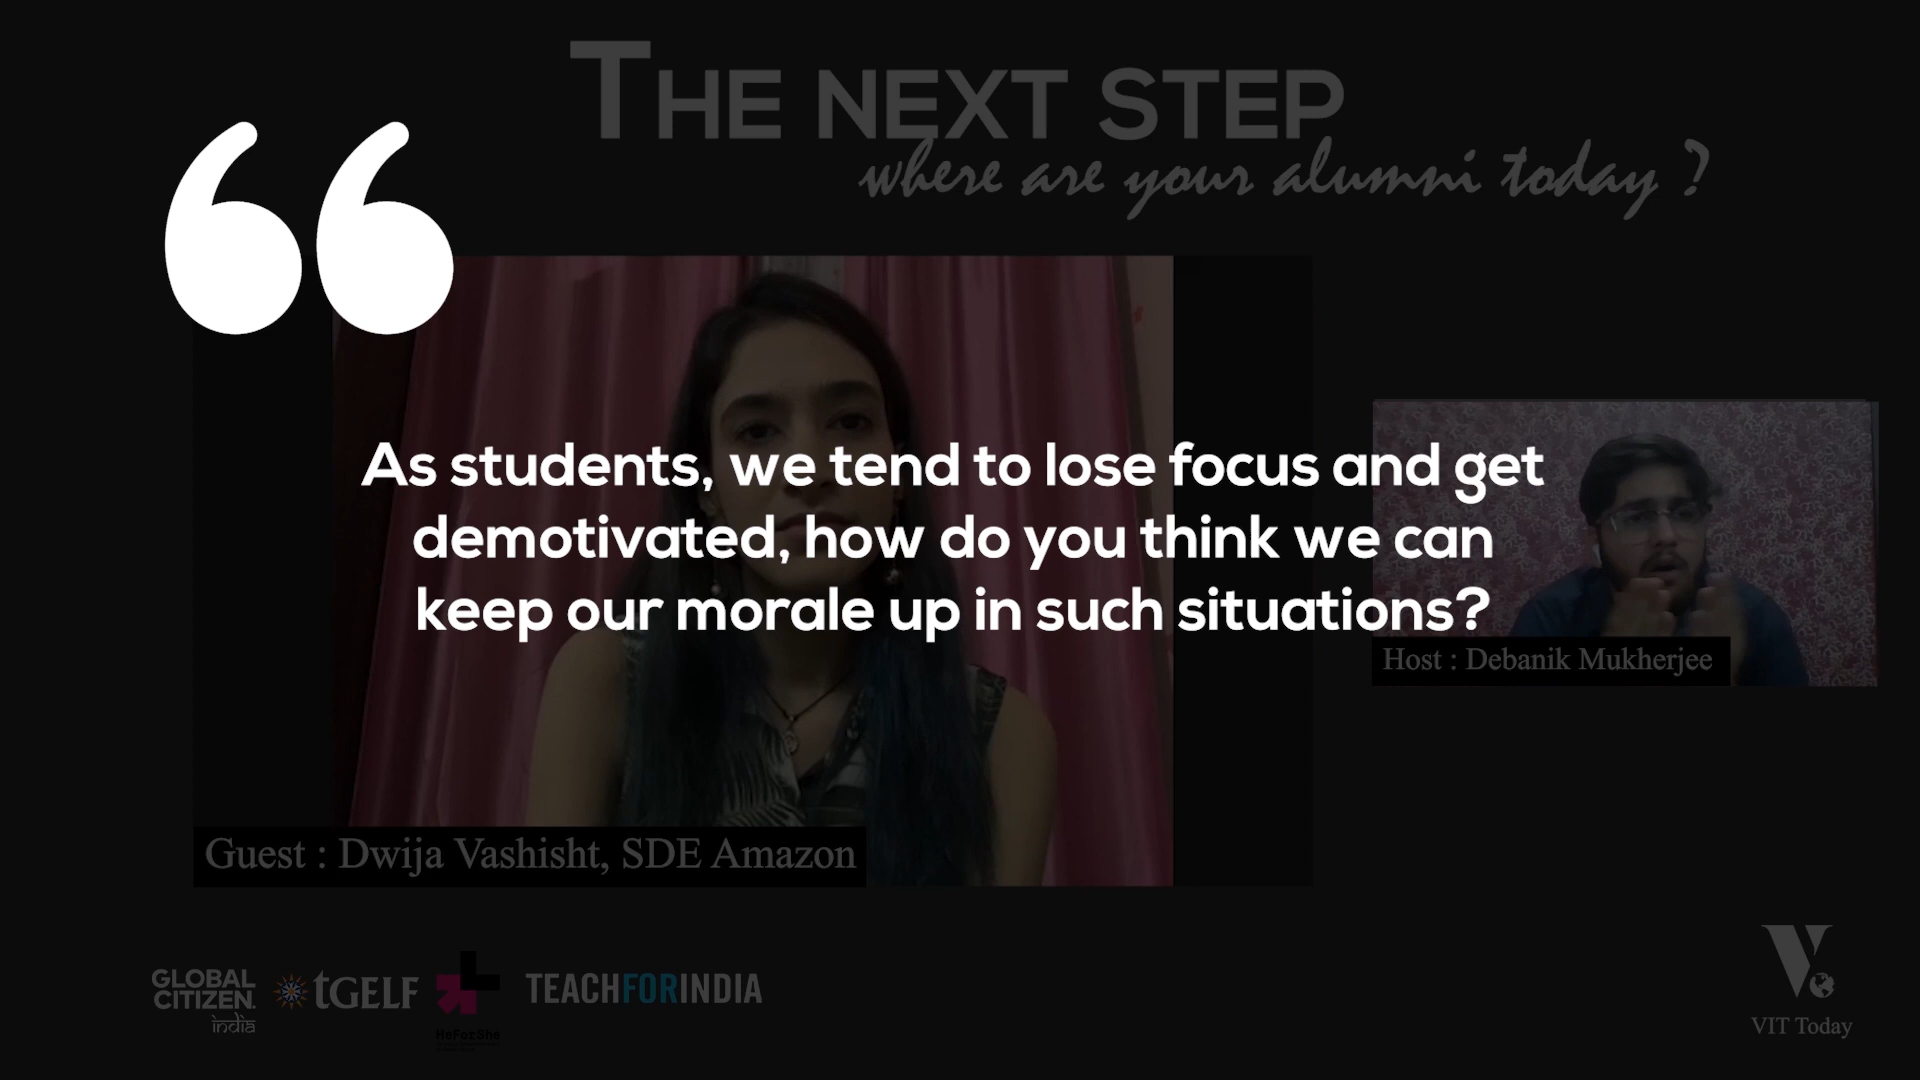 THE NEXT STEP
where are your alumni today ?
As students, we tend to lose focus and get
demotivated, how do you think we can
keep our morale up in such situations?
Host : Debanik Mukherjee
Guest : Dwija Vashisht, SDE Amazon
GLOBAL
CITIZEN.
india
tGELF
HeForShe
TEACHFORINDIA
VIT Today